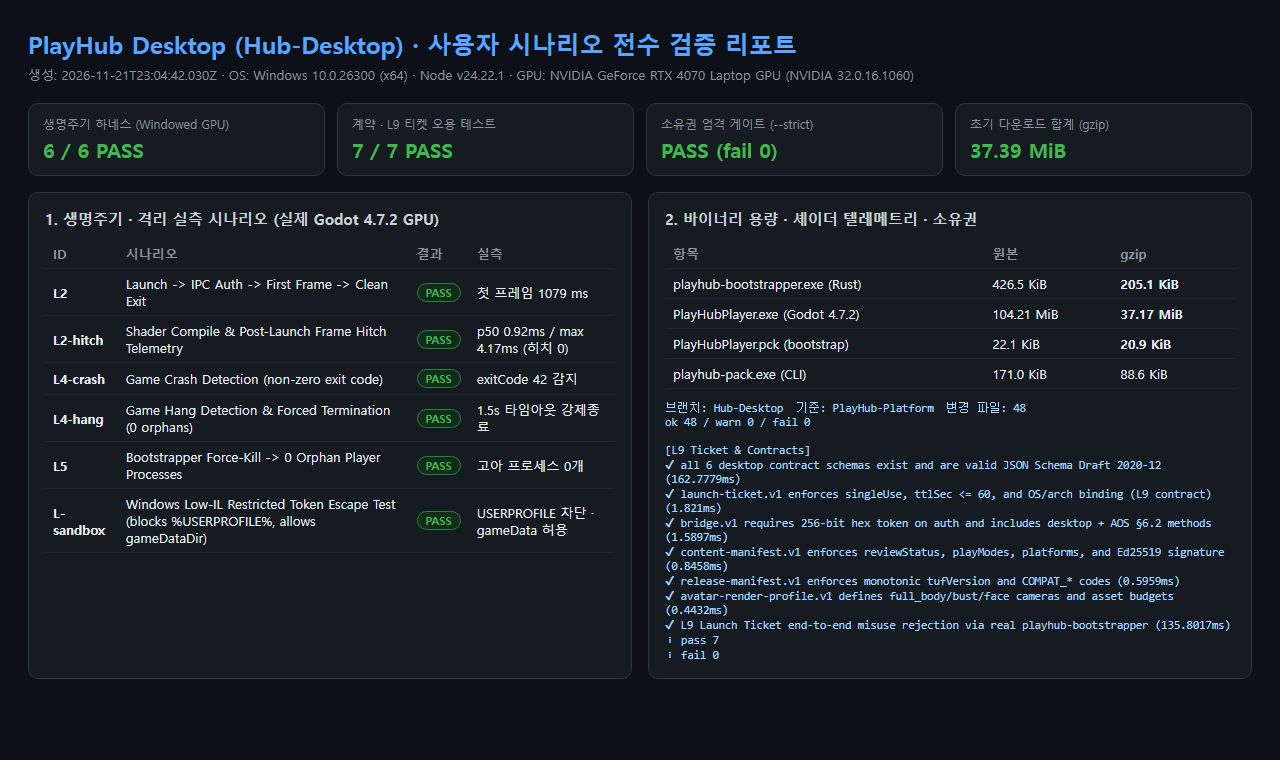 PlayHub Desktop (Hub-Desktop) · 사용자 시나리오 전수 검증 리포트
생성: 2026-11-21T23:04:42.030Z · OS: Windows 10.0.26300 (x64) · Node v24.22.1 · GPU: NVIDIA GeForce RTX 4070 Laptop GPU (NVIDIA 32.0.16.1060)
생명주기 하네스 (Windowed GPU)
6 / 6 PASS
계약 · L9 티켓 오용 테스트
7 / 7 PASS
소유권 엄격 게이트 (--strict)
PASS (fail 0)
초기 다운로드 합계 (gzip)
37.39 MiB
1. 생명주기 · 격리 실측 시나리오 (실제 Godot 4.7.2 GPU)
ID 시나리오 결과 실측
L2 Launch -> IPC Auth -> First Frame -> Clean Exit PASS 첫 프레임 1079 ms
L2-hitch Shader Compile & Post-Launch Frame Hitch Telemetry PASS p50 0.92ms / max 4.17ms (히치 0)
L4-crash Game Crash Detection (non-zero exit code) PASS exitCode 42 감지
L4-hang Game Hang Detection & Forced Termination (0 orphans) PASS 1.5s 타임아웃 강제종료
L5 Bootstrapper Force-Kill -> 0 Orphan Player Processes PASS 고아 프로세스 0개
L-sandbox Windows Low-IL Restricted Token Escape Test (blocks %USERPROFILE%, allows gameDataDir) PASS USERPROFILE 차단 · gameData 허용
2. 바이너리 용량 · 셰이더 텔레메트리 · 소유권
항목 원본 gzip
playhub-bootstrapper.exe (Rust) 426.5 KiB 205.1 KiB
PlayHubPlayer.exe (Godot 4.7.2) 104.21 MiB 37.17 MiB
PlayHubPlayer.pck (bootstrap) 22.1 KiB 20.9 KiB
playhub-pack.exe (CLI) 171.0 KiB 88.6 KiB
브랜치: Hub-Desktop 기준: PlayHub-Platform 변경 파일: 48
ok 48 / warn 0 / fail 0
[L9 Ticket & Contracts]
✔ all 6 desktop contract schemas exist and are valid JSON Schema Draft 2020-12
(162.7779ms)
✔ launch-ticket.v1 enforces singleUse, ttlSec <= 60, and OS/arch binding (L9 contract)
(1.821ms)
✔ bridge.v1 requires 256-bit hex token on auth and includes desktop + AOS §6.2 methods
(1.5897ms)
✔ content-manifest.v1 enforces reviewStatus, playModes, platforms, and Ed25519 signature
(0.8458ms)
✔ release-manifest.v1 enforces monotonic tufVersion and COMPAT_* codes (0.5959ms)
✔ avatar-render-profile.v1 defines full_body/bust/face cameras and asset budgets
(0.4432ms)
✔ L9 Launch Ticket end-to-end misuse rejection via real playhub-bootstrapper (135.8017ms)
ℹ pass 7
ℹ fail 0